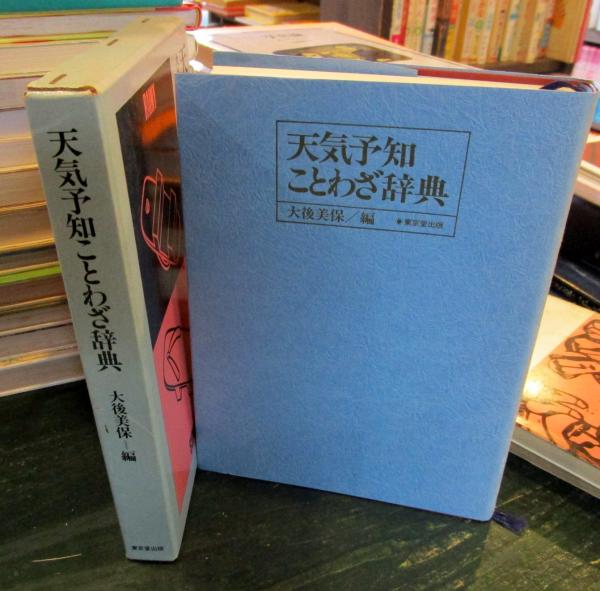 天気予知ことわざ辞典
大後美保―編
東京堂出版
天気予知
ことわざ辞典
大後美保／編
東京堂出版